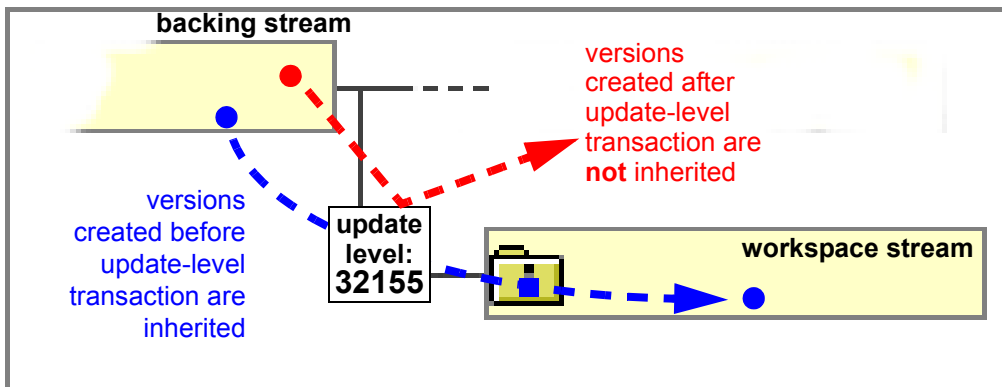 backing stream
versions
created after
update-level
transaction are
not inherited
versions
created before
update-level
transaction are
inherited
update
level:
32155
workspace stream